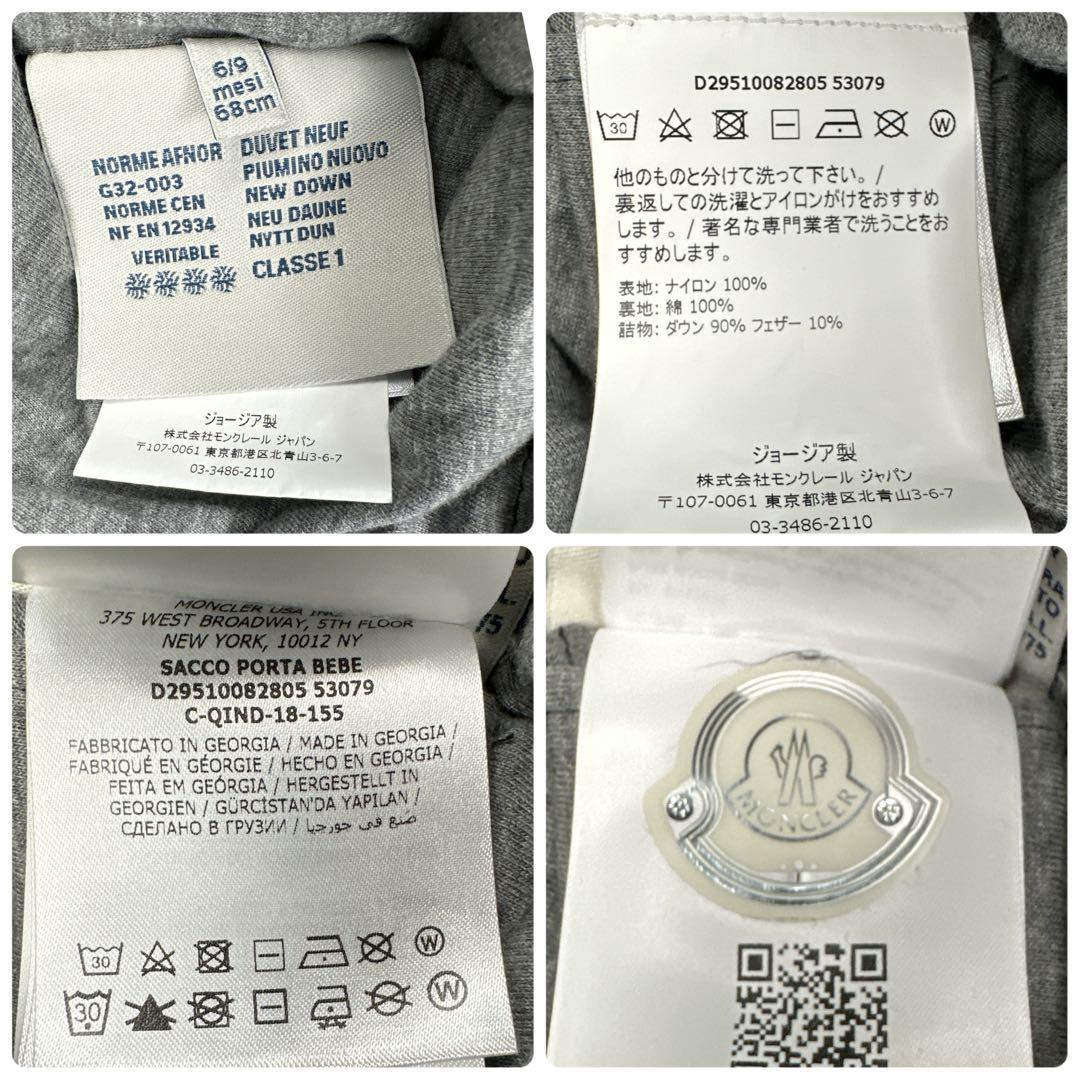 6/9
mesi
68cm
NORME AFNOR
G32-003
NORME CEN
NF EN 12934
VERITABLE
DUVET NEUF
PIUMINO NUOVO
NEW DOWN
NEU DAUNE
NYTT DUN
CLASSE 1
ジョージア製
株式会社モンクレール ジャパン
〒107-0061 東京都港区北青山3-6-7
03-3486-2110
D29510082805 53079
30
W
他のものと分けて洗って下さい。/
裏返しての洗濯とアイロンがけをおすすめ
します。/ 著名な専門業者で洗うことをお
すすめします。
表地: ナイロン 100%
裏地: 綿 100%
詰物: ダウン 90% フェザー 10%
ジョージア製
株式会社モンクレール ジャパン
〒107-0061 東京都港区北青山3-6-7
03-3486-2110
MONCLER USA INC
375 WEST BROADWAY, 5TH FLOOR
NEW YORK, 10012 NY
SACCO PORTA BEBE
D29510082805 53079
C-QIND-18-155
FABBRICATO IN GEORGIA / MADE IN GEORGIA /
FABRIQUÉ EN GÉORGIE / HECHO EN GEORGIA /
FEITA EM GEÓRGIA / HERGESTELLT IN
GEORGIEN / GÜRCİSTAN'DA YAPILAN /
СДЕЛАНО В ГРУЗИИ / صنع في جورجيا
30
W
30
W
75
RA
TO
LL.
75
MONCLER